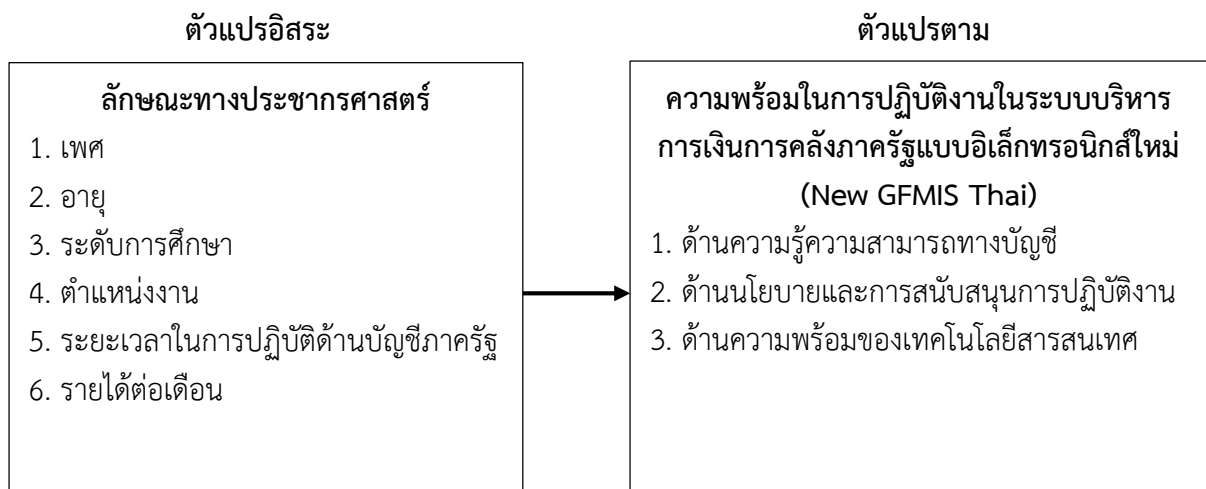 ตัวแปรอิสระ
ลักษณะทางประชากรศาสตร์
1. เพศ
2. อายุ
3. ระดับการศึกษา
4. ตำแหน่งงาน
5. ระยะเวลาในการปฏิบัติด้านบัญชีภาครัฐ
6. รายได้ต่อเดือน
ตัวแปรตาม
ความพร้อมในการปฏิบัติงานในระบบบริหาร
การเงินการคลังภาครัฐแบบอิเล็กทรอนิกส์ใหม่
(New GFMIS Thai)
1. ด้านความรู้ความสามารถทางบัญชี
2. ด้านนโยบายและการสนับสนุนการปฏิบัติงาน
3. ด้านความพร้อมของเทคโนโลยีสารสนเทศ